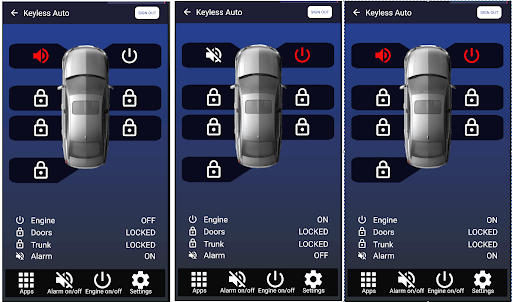 Keyless Auto SIGN OUT
Engine OFF
Doors LOCKED
Trunk LOCKED
Alarm ON
Apps Alarm on/off Engine on/off Settings
Keyless Auto SIGN OUT
Engine ON
Doors LOCKED
Trunk LOCKED
Alarm OFF
Apps Alarm on/off Engine on/off Settings
Keyless Auto SIGN OUT
Engine ON
Doors LOCKED
Trunk LOCKED
Alarm ON
Apps Alarm on/off Engine on/off Settings